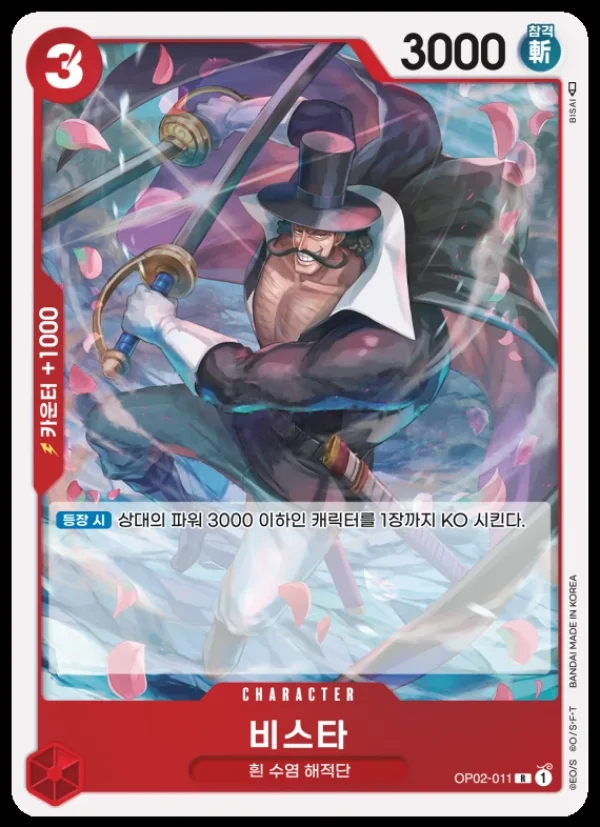 3
3000
참격
斬
BISAI
카운터 +1000
등장 시 상대의 파워 3000 이하인 캐릭터를 1장까지 KO 시킨다.
CHARACTER
비스타
흰 수염 해적단
OP02-011 R 1
©EO/S ©O/S·F·T BANDAI MADE IN KOREA